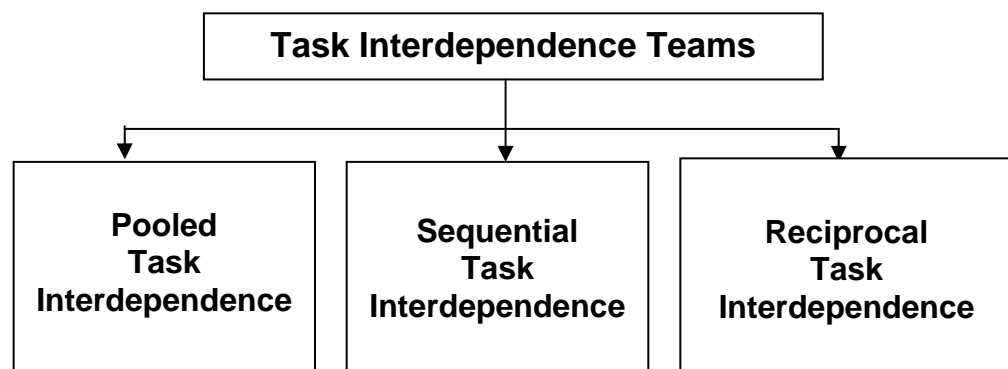 Task Interdependence Teams
Pooled
Task
Interdependence
Sequential
Task
Interdependence
Reciprocal
Task
Interdependence